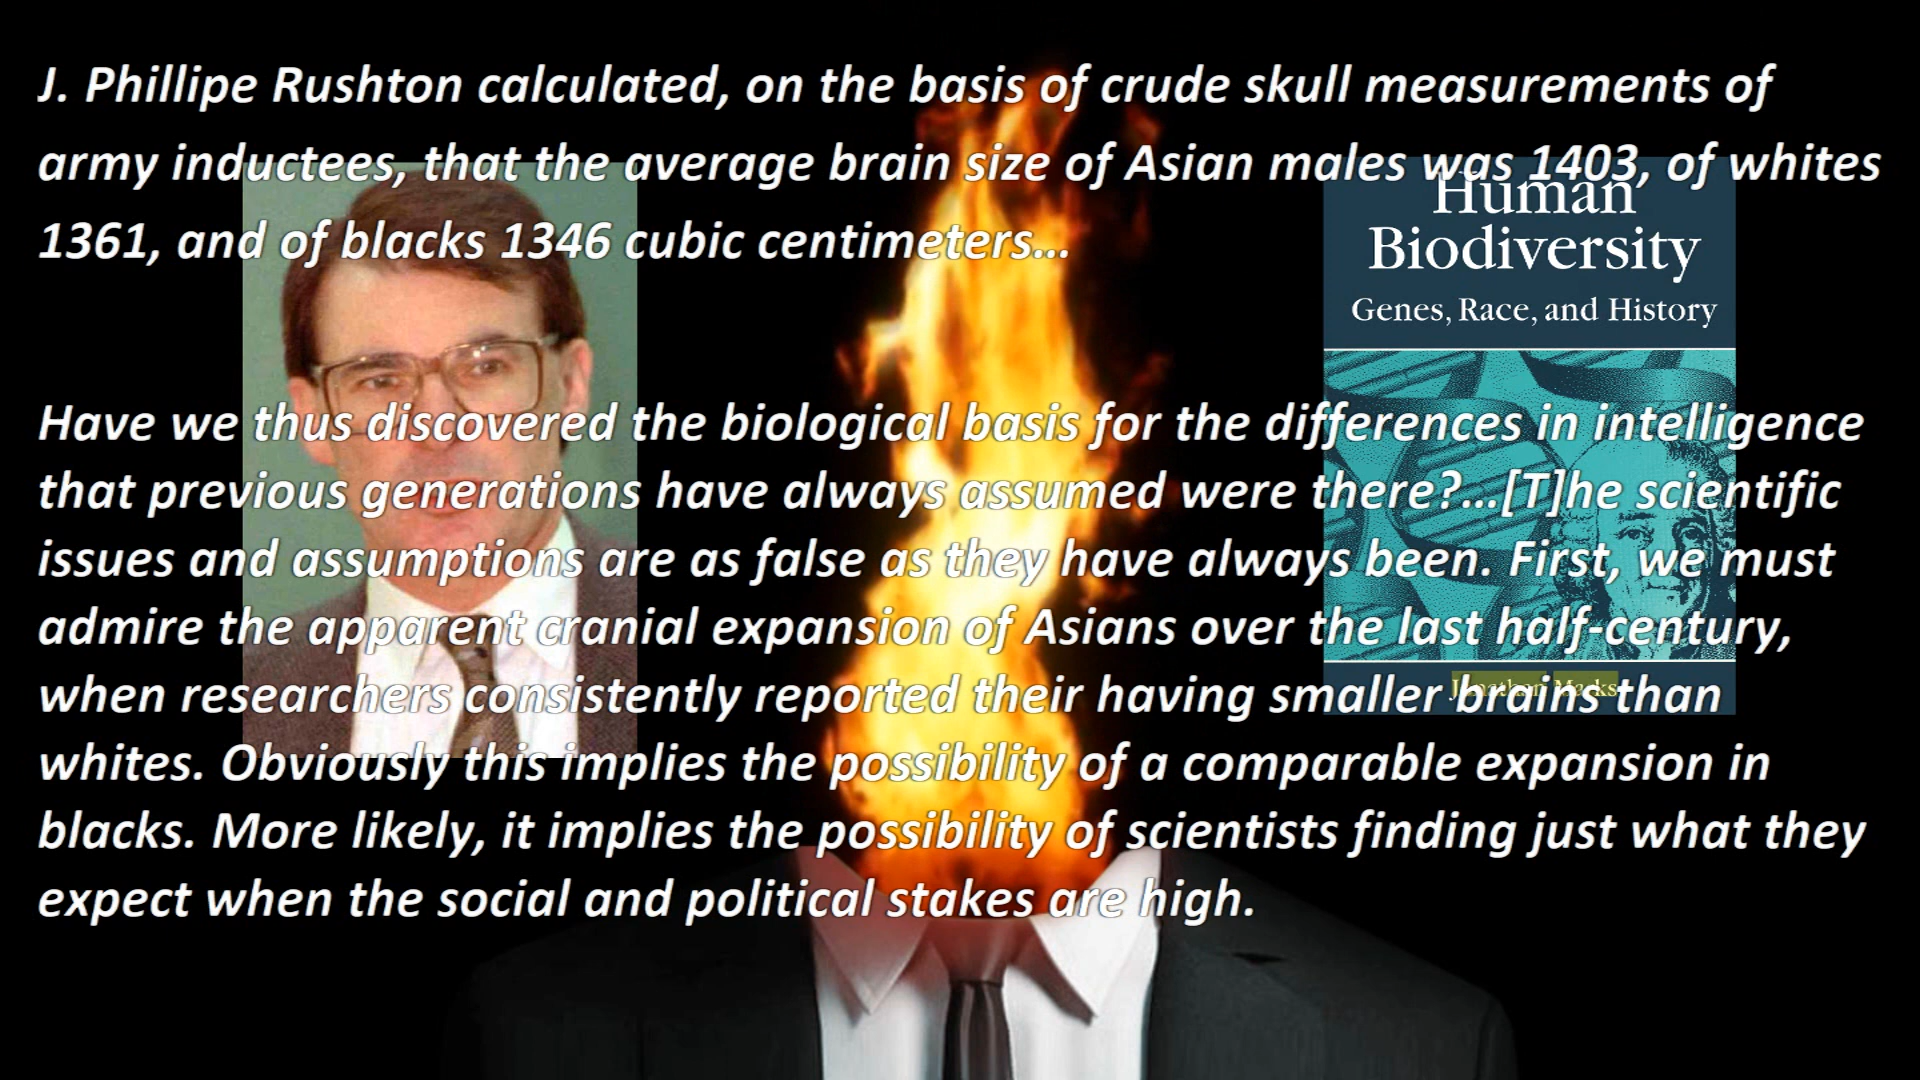 J. Phillipe Rushton calculated, on the basis of crude skull measurements of
army inductees, that the average brain size of Asian males was 1403, of whites
1361, and of blacks 1346 cubic centimeters...
Human
Biodiversity
Genes, Race, and History
Have we thus discovered the biological basis for the differences in intelligence
that previous generations have always assumed were there?...[T]he scientific
issues and assumptions are as false as they have always been. First, we must
admire the apparent cranial expansion of Asians over the last half-century,
when researchers consistently reported their having smaller brains than
Jonathan Marks
whites. Obviously this implies the possibility of a comparable expansion in
blacks. More likely, it implies the possibility of scientists finding just what they
expect when the social and political stakes are high.